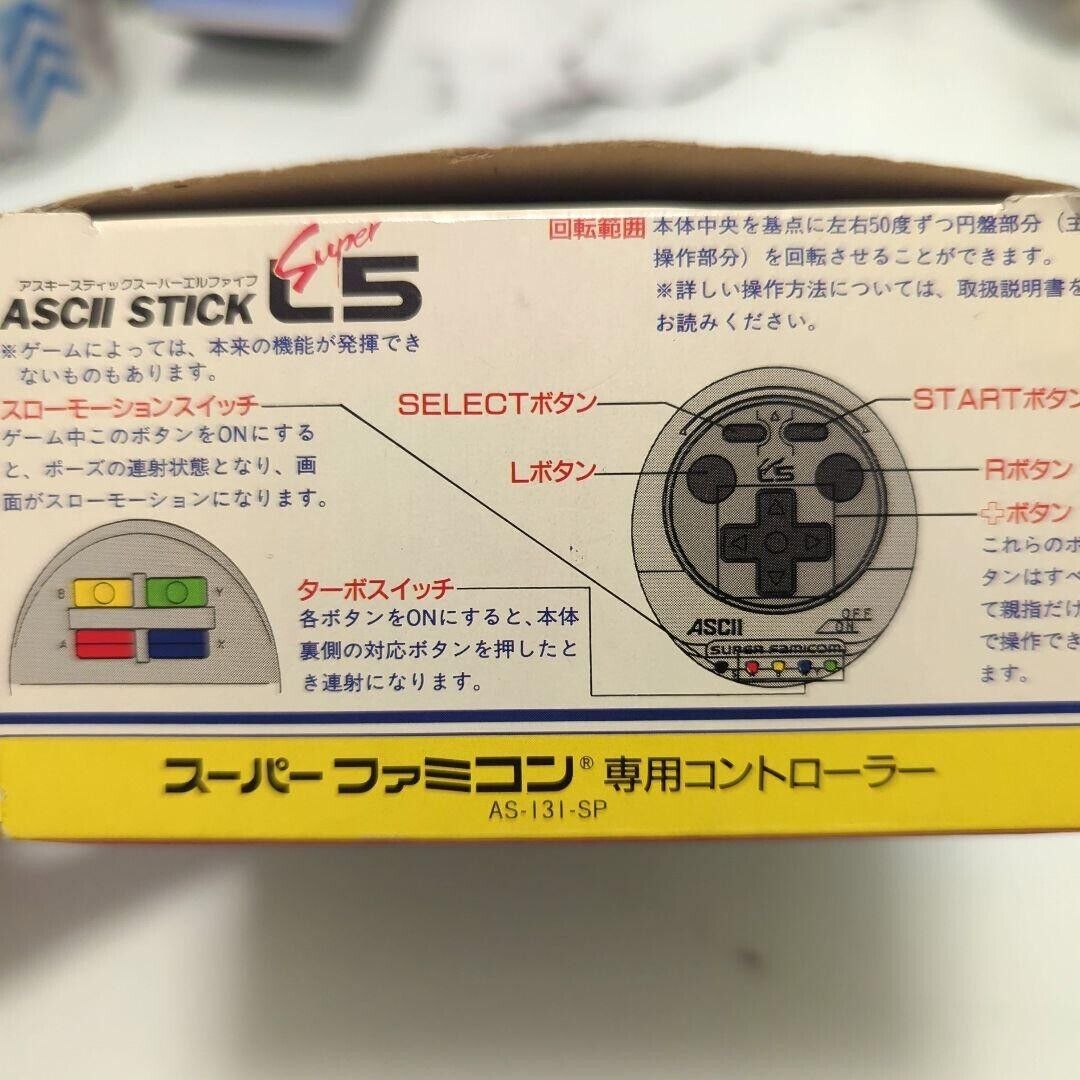 アスキースティックスーパーエルファイブ
ASCII STICK Super L5
※ゲームによっては、本来の機能が発揮でき
ないものもあります。
回転範囲 本体中央を基点に左右50度ずつ円盤部分（主
操作部分）を回転させることができます。
※詳しい操作方法については、取扱説明書を
お読みください。
スローモーションスイッチ
ゲーム中このボタンをONにする
と、ポーズの連射状態となり、画
面がスローモーションになります。
SELECTボタン
STARTボタン
Lボタン
Rボタン
L5
＋ボタン
これらのボ
タンはすべ
て親指だけ
で操作でき
ます。
B
Y
A
X
ターボスイッチ
各ボタンをONにすると、本体
裏側の対応ボタンを押したと
き連射になります。
ASCII
OFF
ON
SUPER FAMICOM
スーパーファミコン® 専用コントローラー
AS-131-SP